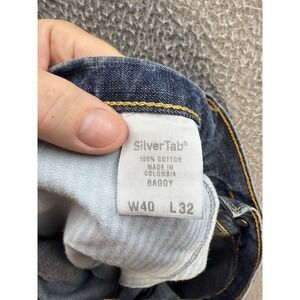 SilverTab®
100% COTTON
MADE IN
COLOMBIA
BAGGY
W40 L32